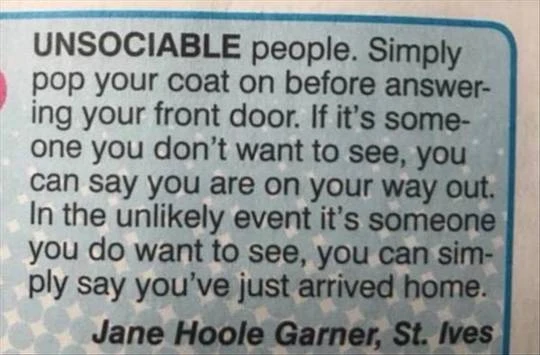 UNSOCIABLE people. Simply
pop your coat on before answer-
ing your front door. If it's some-
one you don't want to see, you
can say you are on your way out.
In the unlikely event it's someone
you do want to see, you can sim-
ply say you've just arrived home.
Jane Hoole Garner, St. Ives